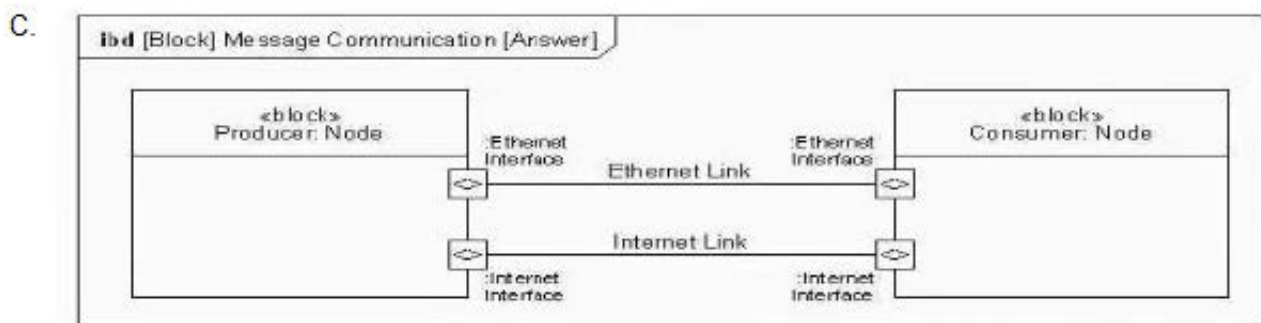 C.
ibd [Block] Message Communication [Answer]
«block»
Producer: Node
«block»
Consumer: Node
:Ethernet
Interface
Ethernet Link
:Ethernet
Interface
Internet Link
:Internet
Interface
:Internet
Interface